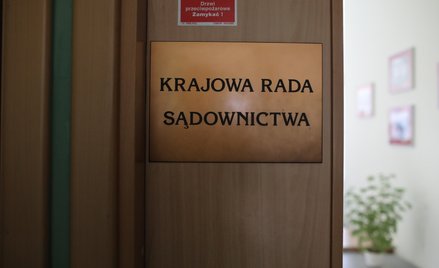 Drzwi
przeciwpożarowe
Zamykać !
KRAJOWA RADA
SĄDOWNICTWA